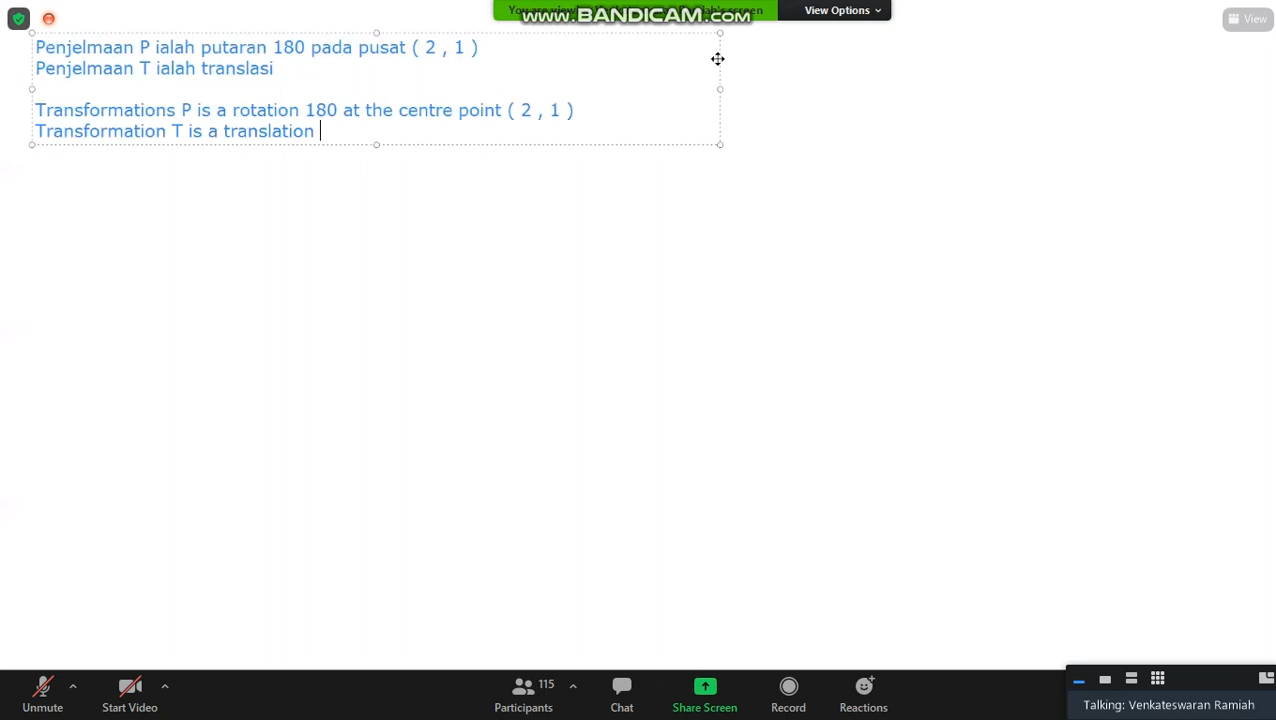 www.BANDICAM.com
View Options
View
Penjelmaan P ialah putaran 180 pada pusat ( 2 , 1 )
Penjelmaan T ialah translasi
Transformations P is a rotation 180 at the centre point ( 2 , 1 )
Transformation T is a translation
Unmute
Start Video
115
Participants
Chat
Share Screen
Record
Reactions
Talking: Venkateswaran Ramiah